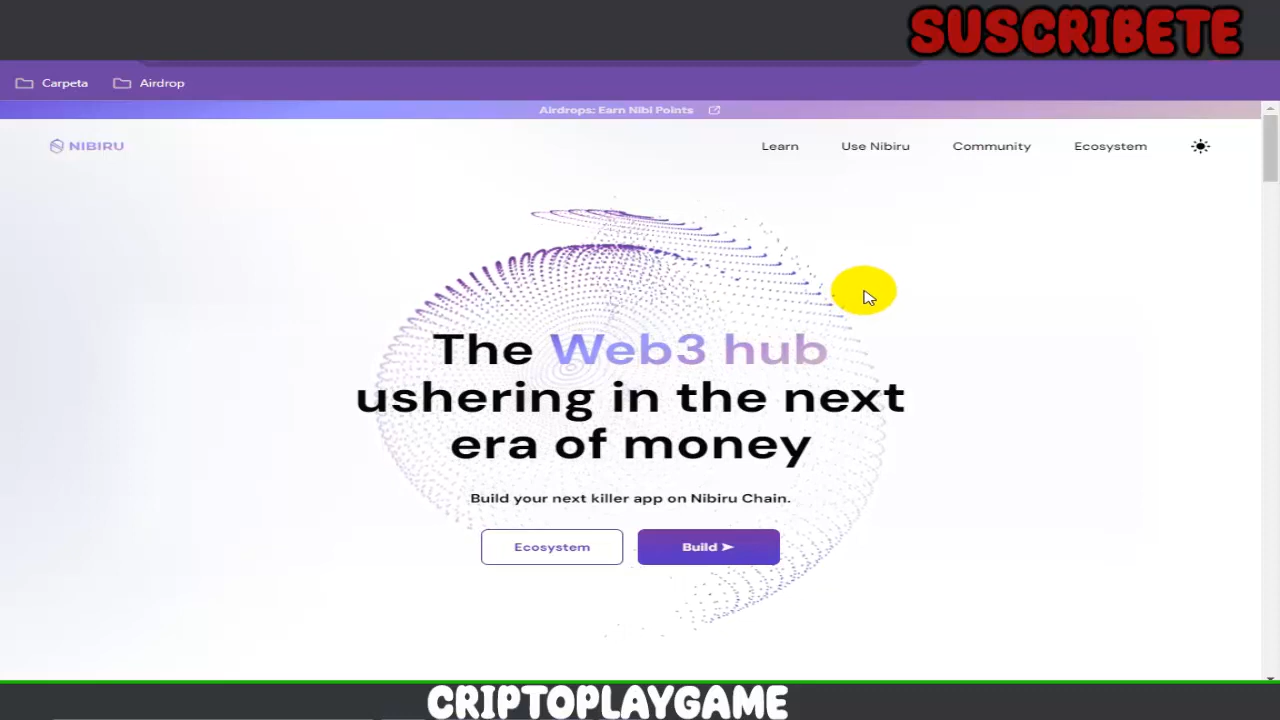 SUSCRIBETE
Carpeta Airdrop
Airdrops: Earn Nibi Points
NIBIRU Learn Use Nibiru Community Ecosystem
The Web3 hub
ushering in the next
era of money
Build your next killer app on Nibiru Chain.
Ecosystem Build
CRIPTOPLAYGAME